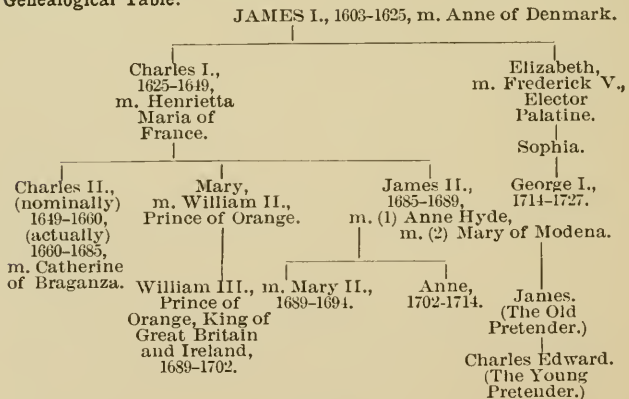 Genealogical Table.
JAMES I., 1603-1625, m. Anne of Denmark.
Charles I.,
1625-1649,
m. Henrietta
Maria of
France.
Elizabeth,
m. Frederick V.,
Elector
Palatine.
Sophia.
George I.,
1714-1727.
Charles II.,
(nominally)
1649-1660,
(actually)
1660-1685,
m. Catherine
of Braganza.
Mary,
m. William II.,
Prince of Orange.
James II.,
1685-1689,
m. (1) Anne Hyde,
m. (2) Mary of Modena.
William III.,
Prince of
Orange, King of
Great Britain
and Ireland,
1689-1702.
m. Mary II.,
1689-1694.
Anne,
1702-1714.
James.
(The Old
Pretender.)
Charles Edward.
(The Young
Pretender.)